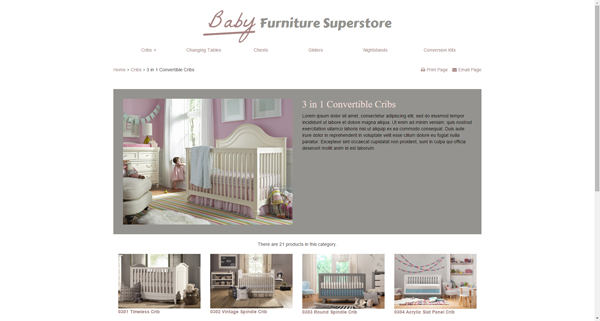 Baby Furniture Superstore
Cribs +
Changing Tables
Chests
Gliders
Nightstands
Conversion Kits
Home > Cribs > 3 in 1 Convertible Cribs
Print Page
Email Page
3 in 1 Convertible Cribs
Lorem ipsum dolor sit amet, consectetur adipiscing elit, sed do eiusmod tempor
incididunt ut labore et dolore magna aliqua. Ut enim ad minim veniam, quis nostrud
exercitation ullamco laboris nisi ut aliquip ex ea commodo consequat. Duis aute
irure dolor in reprehenderit in voluptate velit esse cillum dolore eu fugiat nulla
pariatur. Excepteur sint occaecat cupidatat non proident, sunt in culpa qui officia
deserunt mollit anim id est laborum.
There are 21 products in this category.
0301 Timeless Crib
0302 Vintage Spindle Crib
0303 Round Spindle Crib
0304 Acrylic Slat Panel Crib